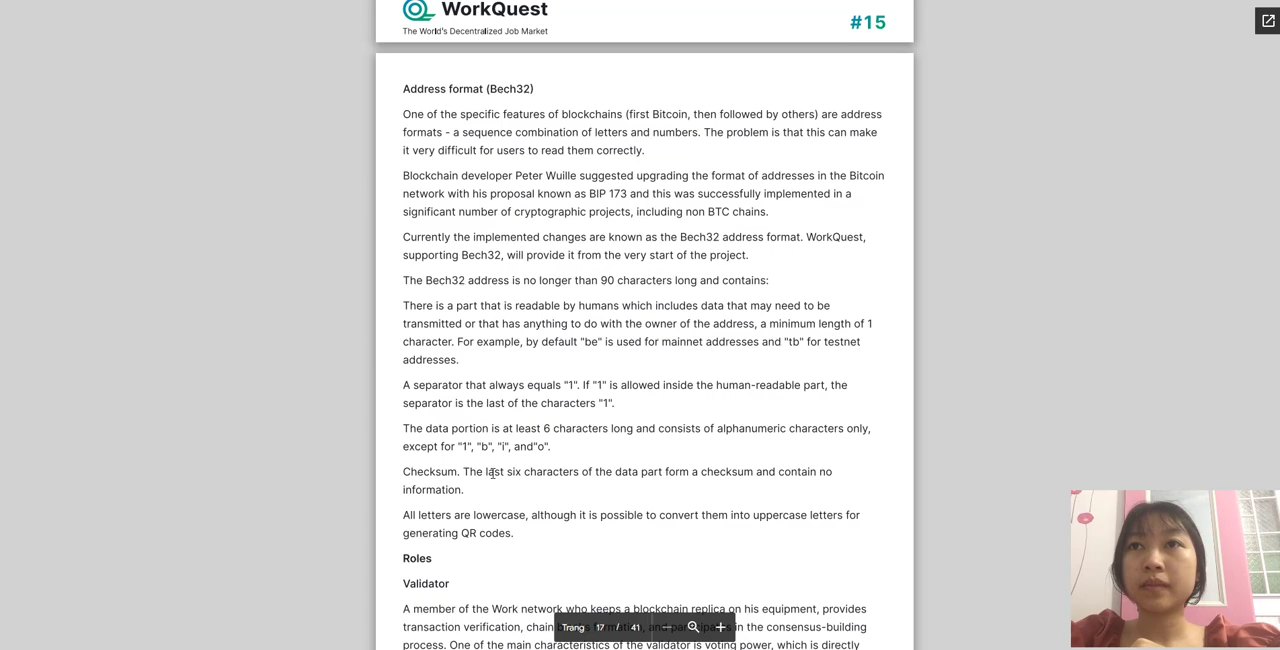 WorkQuest
The World's Decentralized Job Market
#15
Address format (Bech32)
One of the specific features of blockchains (first Bitcoin, then followed by others) are address
formats - a sequence combination of letters and numbers. The problem is that this can make
it very difficult for users to read them correctly.
Blockchain developer Peter Wuille suggested upgrading the format of addresses in the Bitcoin
network with his proposal known as BIP 173 and this was successfully implemented in a
significant number of cryptographic projects, including non BTC chains.
Currently the implemented changes are known as the Bech32 address format. WorkQuest,
supporting Bech32, will provide it from the very start of the project.
The Bech32 address is no longer than 90 characters long and contains:
There is a part that is readable by humans which includes data that may need to be
transmitted or that has anything to do with the owner of the address, a minimum length of 1
character. For example, by default "be" is used for mainnet addresses and "tb" for testnet
addresses.
A separator that always equals "1". If "1" is allowed inside the human-readable part, the
separator is the last of the characters "1".
The data portion is at least 6 characters long and consists of alphanumeric characters only,
except for "1", "b", "i", and"o".
Checksum. The last six characters of the data part form a checksum and contain no
information.
All letters are lowercase, although it is possible to convert them into uppercase letters for
generating QR codes.
Roles
Validator
A member of the Work network who keeps a blockchain replica on his equipment, provides
transaction verification, chain in the consensus-building
process. One of the main characteristics of the validator is voting power, which is directly
Trang 17 / 41